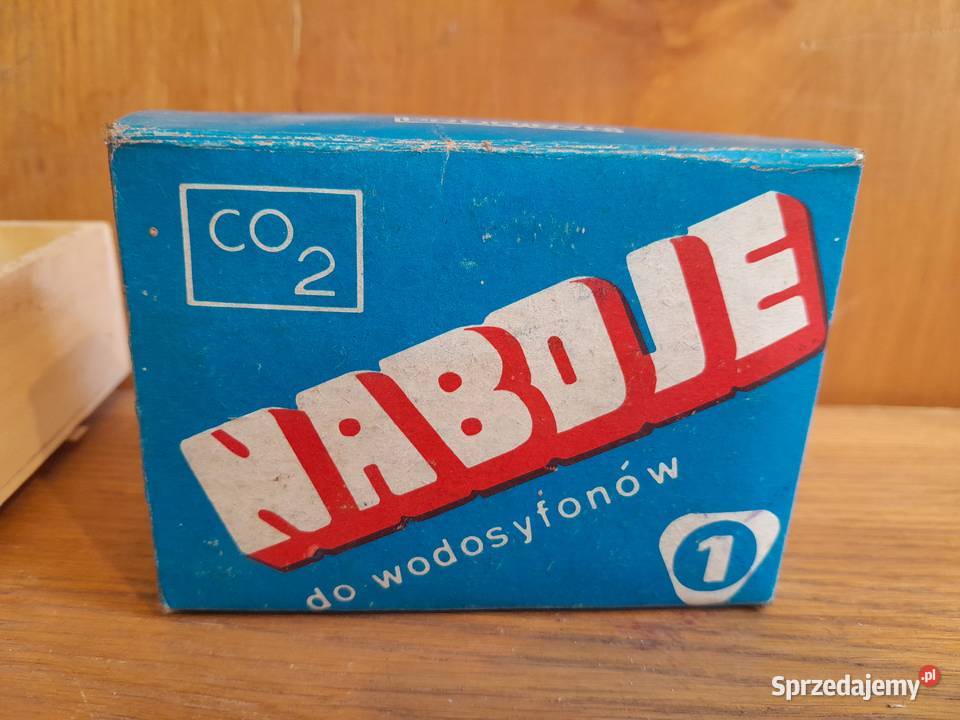 CO2
NABOJE
do wodosyfonów
1
Sprzedajemy.pl